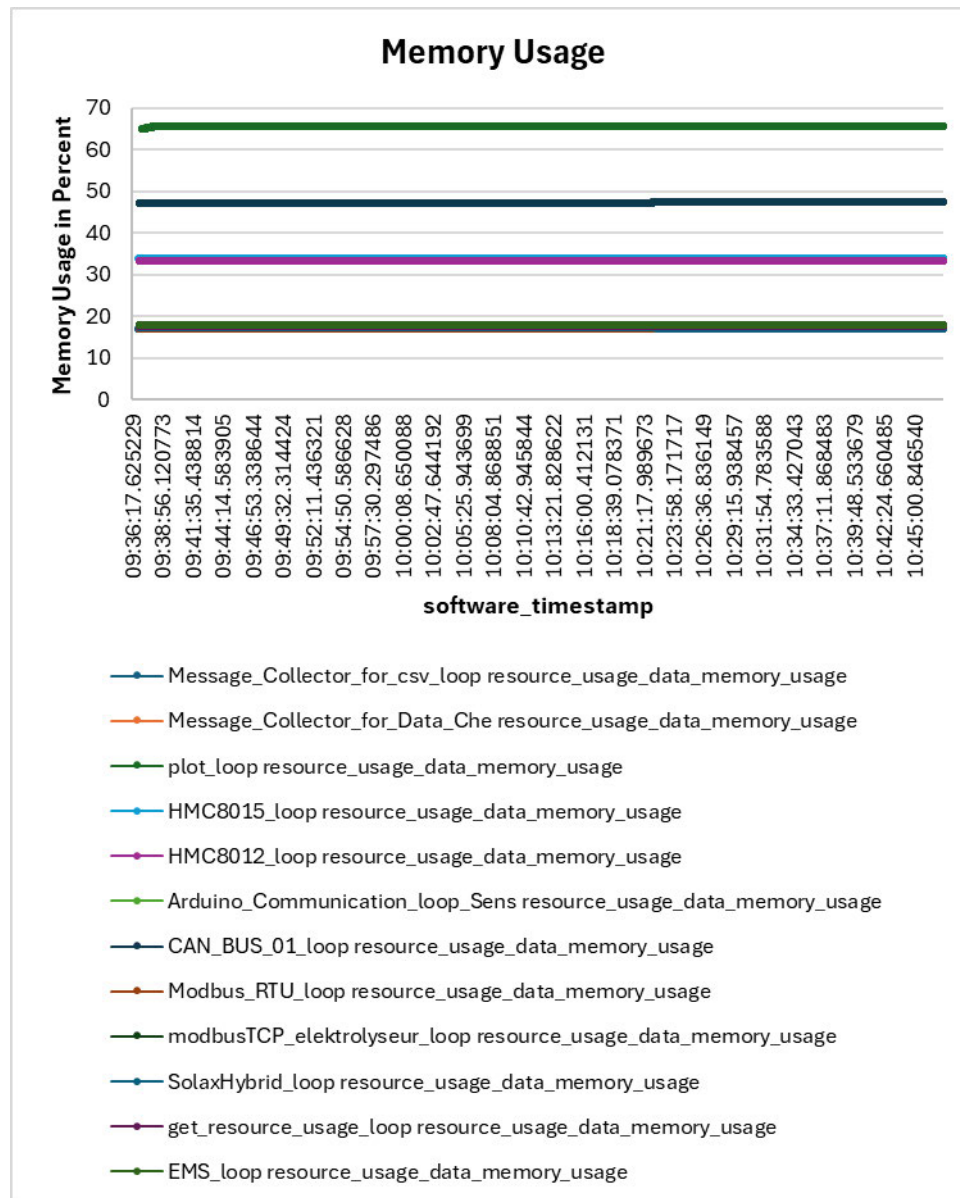 Memory Usage
Memory Usage in Percent
70
60
50
40
30
20
10
0
09:36:17.625229
09:38:56.120773
09:41:35.438814
09:44:14.583905
09:46:53.338644
09:49:32.314424
09:52:11.436321
09:54:50.586628
09:57:30.297486
10:00:08.650088
10:02:47.644192
10:05:25.943699
10:08:04.868851
10:10:42.945844
10:13:21.828622
10:16:00.412131
10:18:39.078371
10:21:17.989673
10:23:58.171717
10:26:36.836149
10:29:15.938457
10:31:54.783588
10:34:33.427043
10:37:11.868483
10:39:48.533679
10:42:24.660485
10:45:00.846540
software_timestamp
Message_Collector_for_csv_loop resource_usage_data_memory_usage
Message_Collector_for_Data_Che resource_usage_data_memory_usage
plot_loop resource_usage_data_memory_usage
HMC8015_loop resource_usage_data_memory_usage
HMC8012_loop resource_usage_data_memory_usage
Arduino_Communication_loop_Sens resource_usage_data_memory_usage
CAN_BUS_01_loop resource_usage_data_memory_usage
Modbus_RTU_loop resource_usage_data_memory_usage
modbusTCP_elektrolyseur_loop resource_usage_data_memory_usage
SolaxHybrid_loop resource_usage_data_memory_usage
get_resource_usage_loop resource_usage_data_memory_usage
EMS_loop resource_usage_data_memory_usage